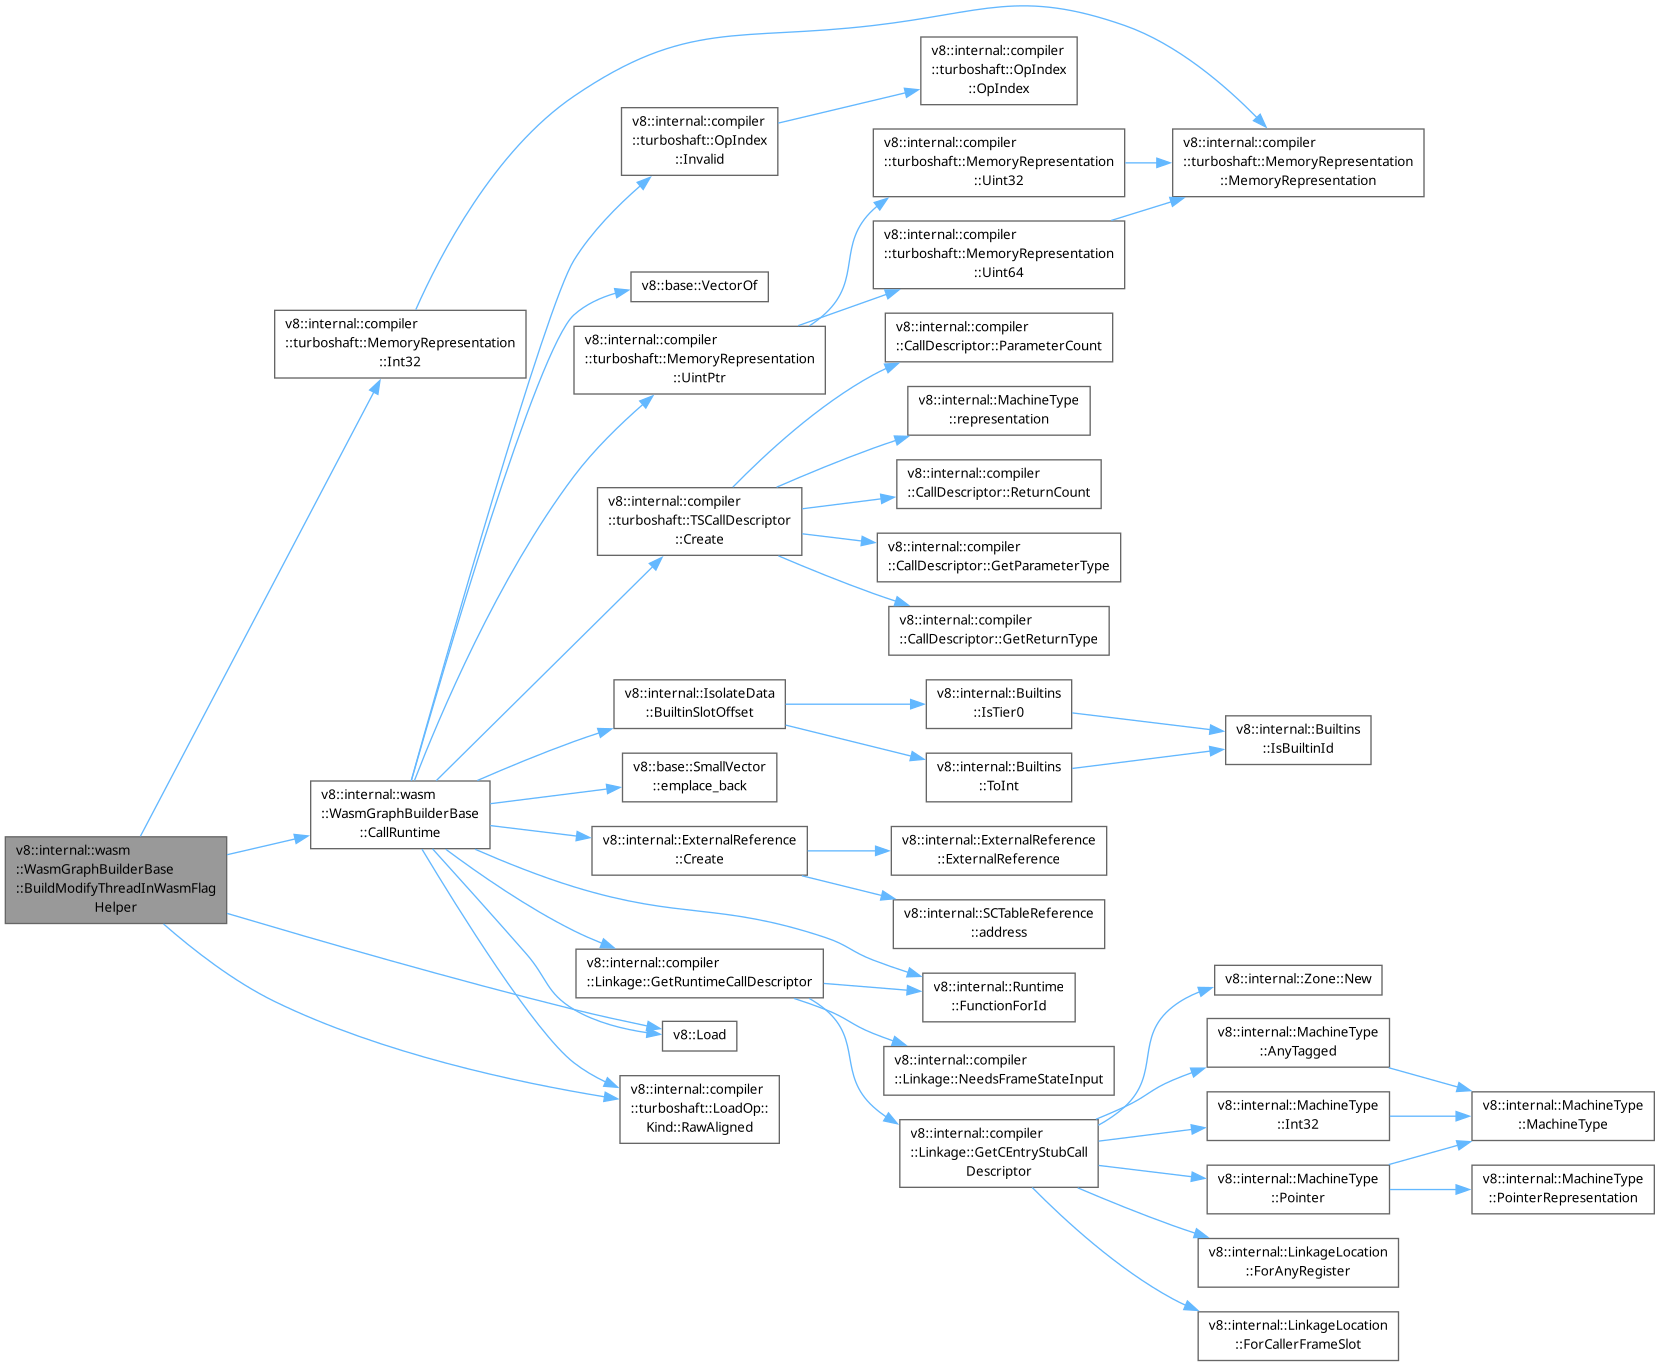 v8::internal::wasm
::WasmGraphBuilderBase
::BuildModifyThreadInWasmFlag
Helper
v8::internal::compiler
::turboshaft::MemoryRepresentation
::Int32
v8::internal::wasm
::WasmGraphBuilderBase
::CallRuntime
v8::internal::compiler
::turboshaft::OpIndex
::Invalid
v8::base::VectorOf
v8::internal::compiler
::turboshaft::MemoryRepresentation
::UintPtr
v8::internal::compiler
::turboshaft::TSCallDescriptor
::Create
v8::internal::IsolateData
::BuiltinSlotOffset
v8::base::SmallVector
::emplace_back
v8::internal::ExternalReference
::Create
v8::internal::compiler
::Linkage::GetRuntimeCallDescriptor
v8::Load
v8::internal::compiler
::turboshaft::LoadOp::
Kind::RawAligned
v8::internal::compiler
::turboshaft::OpIndex
::OpIndex
v8::internal::compiler
::turboshaft::MemoryRepresentation
::Uint32
v8::internal::compiler
::turboshaft::MemoryRepresentation
::Uint64
v8::internal::compiler
::CallDescriptor::ParameterCount
v8::internal::MachineType
::representation
v8::internal::compiler
::CallDescriptor::ReturnCount
v8::internal::compiler
::CallDescriptor::GetParameterType
v8::internal::compiler
::CallDescriptor::GetReturnType
v8::internal::Builtins
::IsTier0
v8::internal::Builtins
::ToInt
v8::internal::ExternalReference
::ExternalReference
v8::internal::SCTableReference
::address
v8::internal::Runtime
::FunctionForId
v8::internal::compiler
::Linkage::NeedsFrameStateInput
v8::internal::compiler
::Linkage::GetCEntryStubCall
Descriptor
v8::internal::compiler
::turboshaft::MemoryRepresentation
::MemoryRepresentation
v8::internal::Builtins
::IsBuiltinId
v8::internal::Zone::New
v8::internal::MachineType
::AnyTagged
v8::internal::MachineType
::Int32
v8::internal::MachineType
::Pointer
v8::internal::LinkageLocation
::ForAnyRegister
v8::internal::LinkageLocation
::ForCallerFrameSlot
v8::internal::MachineType
::MachineType
v8::internal::MachineType
::PointerRepresentation